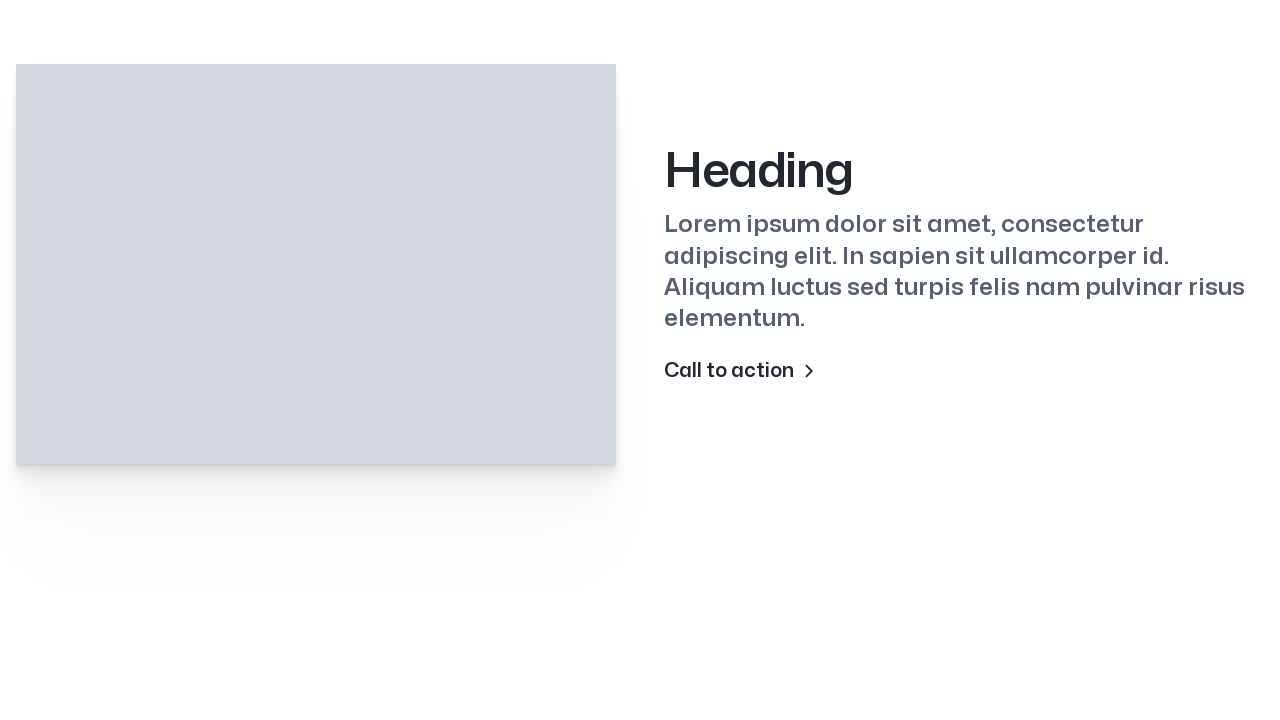 Heading
Lorem ipsum dolor sit amet, consectetur
adipiscing elit. In sapien sit ullamcorper id.
Aliquam luctus sed turpis felis nam pulvinar risus
elementum.
Call to action